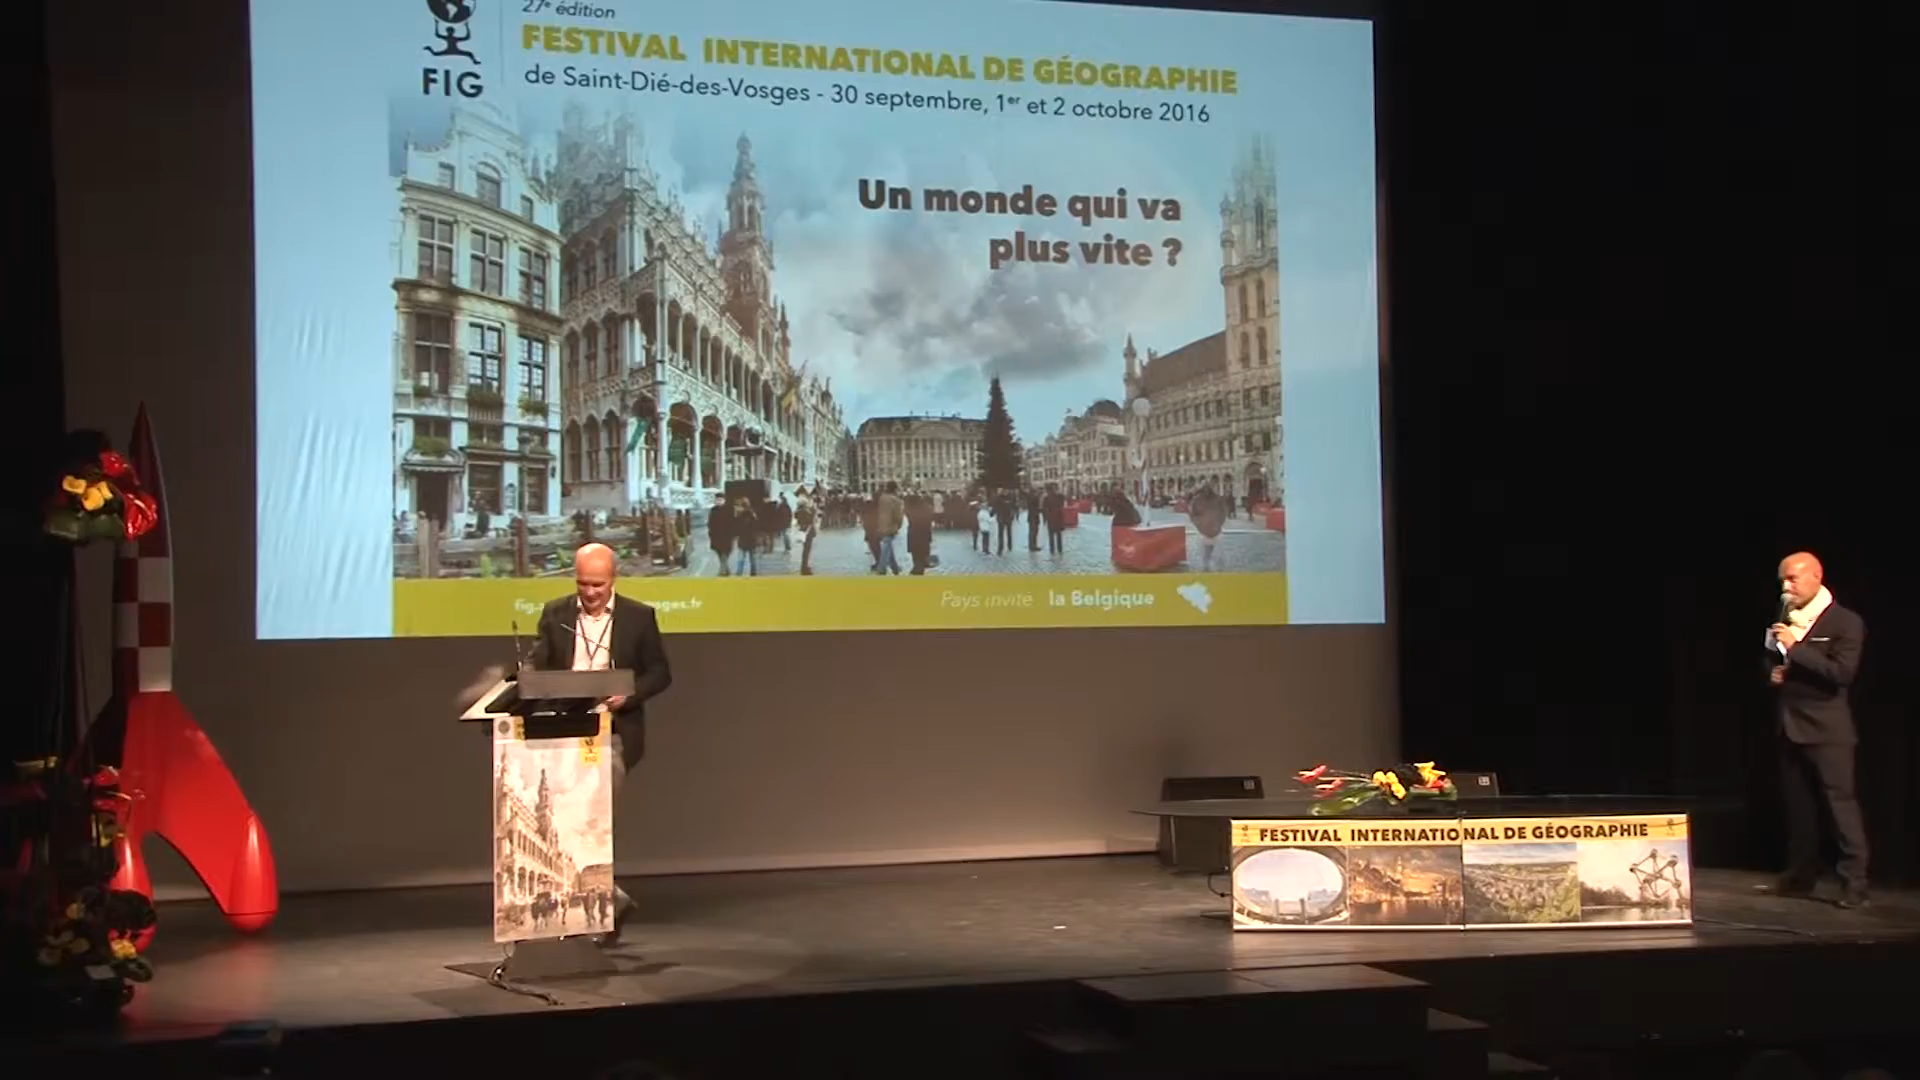 27e édition
FESTIVAL INTERNATIONAL DE GÉOGRAPHIE
FIG
de Saint-Dié-des-Vosges - 30 septembre, 1er et 2 octobre 2016
Un monde qui va
plus vite ?
Pays invité la Belgique
FIG
FESTIVAL INTERNATIONAL DE GÉOGRAPHIE